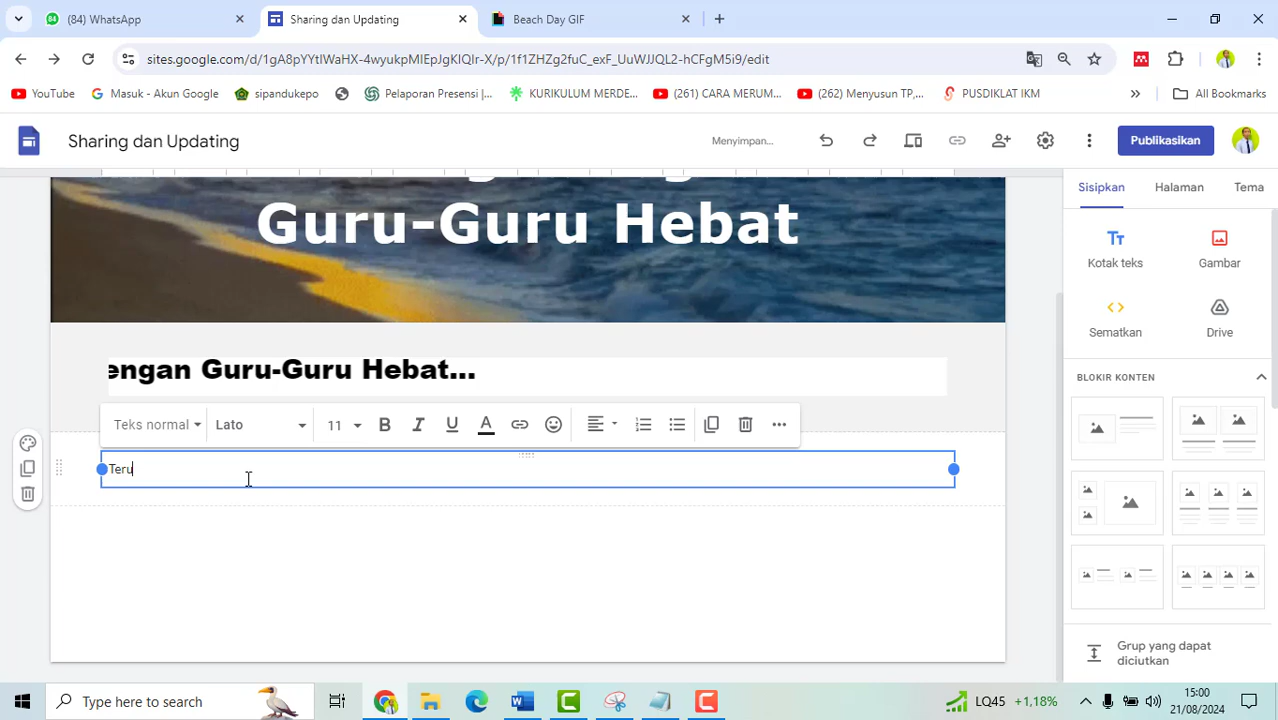 (84) WhatsApp
Sharing dan Updating
Beach Day GIF
sites.google.com/d/1gA8pYYtlWaHX-4wyukpMlEpJgKIQIr-X/p/1f1ZHZg2fuC_exF_UuWJJQL2-hCFgM5i9/edit
YouTube
Masuk - Akun Google
sipandukepo
Pelaporan Presensi |...
KURIKULUM MERDE...
(261) CARA MERUM...
(262) Menyusun TP,...
PUSDIKLAT IKM
All Bookmarks
Sharing dan Updating
Menyimpan...
Publikasikan
Sisipkan
Halaman
Tema
Guru-Guru Hebat
Kotak teks
Gambar
Sematkan
Drive
engan Guru-Guru Hebat...
BLOKIR KONTEN
Teks normal
Lato
11
Teru
Grup yang dapat
diciutkan
Type here to search
LQ45 +1,18%
15:00
21/08/2024